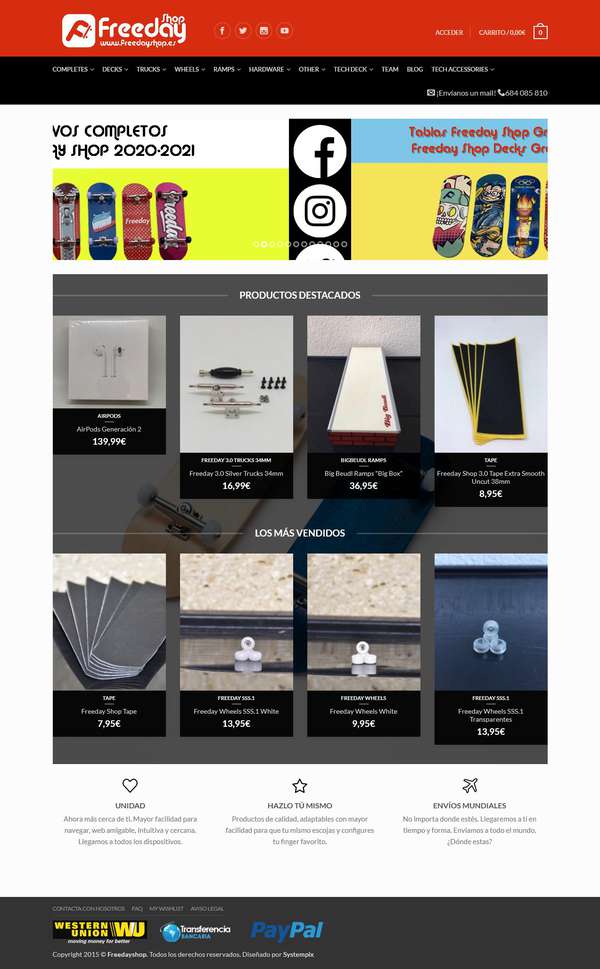 Freeday Shop
www.Freedayshop.es
ACCEDER
CARRITO / 0,00€
0
COMPLETES
DECKS
TRUCKS
WHEELS
RAMPS
HARDWARE
OTHER
TECH DECK
TEAM
BLOG
TECH ACCESSORIES
¡Envíanos un mail!
684 085 810
VOS COMPLETOS
AY SHOP 2020-2021
Freeday
Tablas Freeday Shop Gr
Freeday Shop Decks Gr
PRODUCTOS DESTACADOS
AIRPODS
AirPods Generación 2
139,99€
FREEDAY 3.0 TRUCKS 34MM
Freeday 3.0 Silver Trucks 34mm
16,99€
Big Beudl
BIGBEUDL RAMPS
Big Beudl Ramps "Big Box"
36,95€
TAPE
Freeday Shop 3.0 Tape Extra Smooth
Uncut 38mm
8,95€
LOS MÁS VENDIDOS
TAPE
Freeday Shop Tape
7,95€
FREEDAY SSS.1
Freeday Wheels SSS.1 White
13,95€
FREEDAY WHEELS
Freeday Wheels White
9,95€
FREEDAY SSS.1
Freeday Wheels SSS.1
Transparentes
13,95€
UNIDAD
Ahora más cerca de ti. Mayor facilidad para
navegar, web amigable, intuitiva y cercana.
Llegamos a todos los dispositivos.
HAZLO TÚ MISMO
Productos de calidad, adaptables con mayor
facilidad para que tu mismo escojas y configures
tu finger favorito.
ENVÍOS MUNDIALES
No importa donde estés. Llegaremos a ti en
tiempo y forma. Enviamos a todo el mundo.
¿Dónde estas?
CONTACTA CON NOSOTROS
FAQ
MY WISHLIST
AVISO LEGAL
WESTERN UNION WU
moving money for better
Transferencia
BANCARIA
PayPal
Copyright 2015 © Freedayshop. Todos los derechos reservados. Diseñado por Systempix